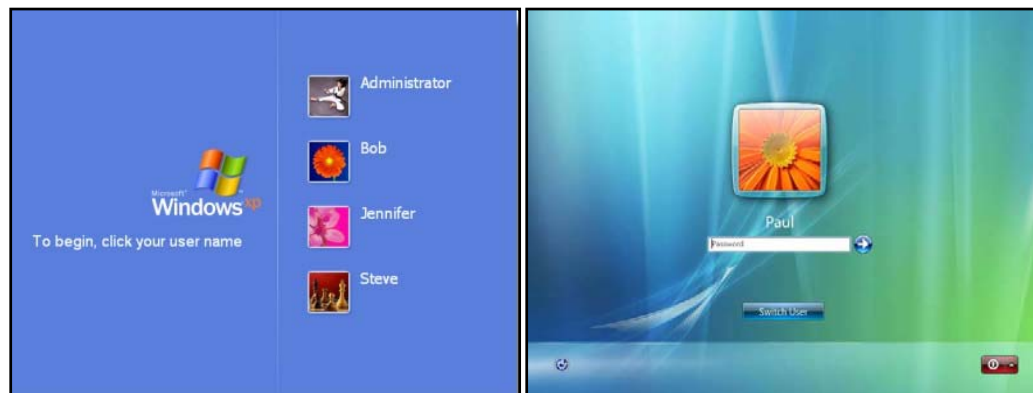 Microsoft®
Windows xp
To begin, click your user name
Administrator
Bob
Jennifer
Steve
Paul
Password
Switch User